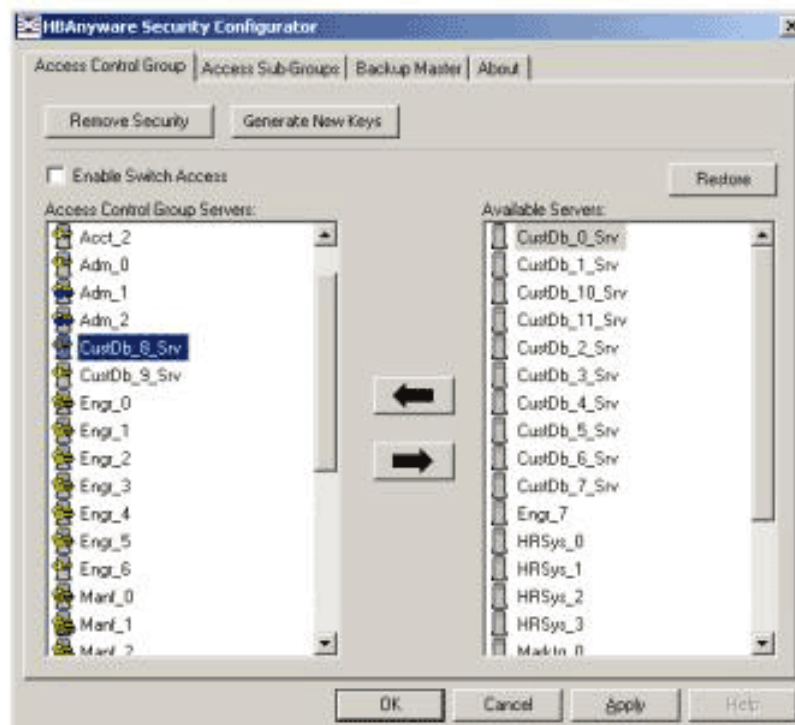 HBAnyware Security Configurator
Access Control Group
Access Sub-Groups
Backup Master
About
Remove Security
Generate New Keys
Enable Switch Access
Restore
Access Control Group Servers:
Acct_2
Adm_0
Adm_1
Adm_2
CustDb_8_Srv
CustDb_9_Srv
Engr_0
Engr_1
Engr_2
Engr_3
Engr_4
Engr_5
Engr_6
Manf_0
Manf_1
Manf_2
Available Servers:
CustDb_0_Srv
CustDb_1_Srv
CustDb_10_Srv
CustDb_11_Srv
CustDb_2_Srv
CustDb_3_Srv
CustDb_4_Srv
CustDb_5_Srv
CustDb_6_Srv
CustDb_7_Srv
Engr_7
HRSys_0
HRSys_1
HRSys_2
HRSys_3
Marktn_0
OK
Cancel
Apply
Help